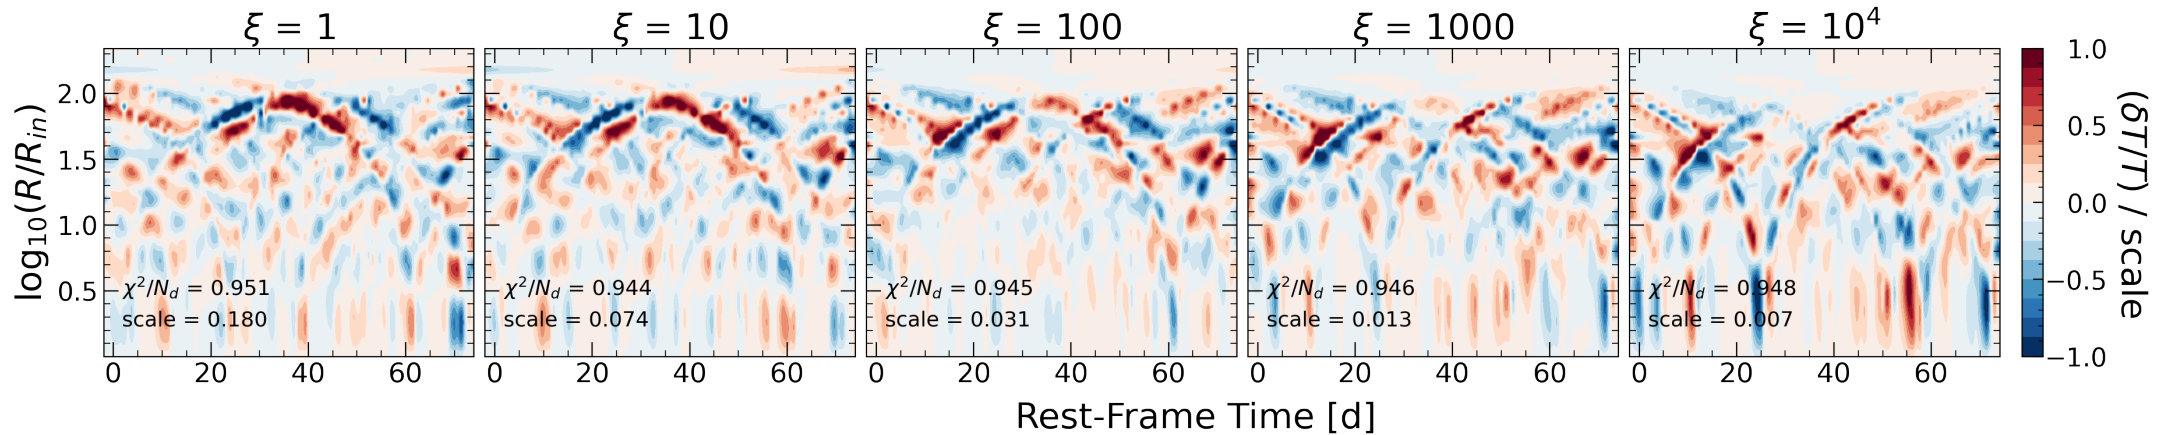 ξ = 1
ξ = 10
ξ = 100
ξ = 1000
ξ = 10⁴
log₁₀(R/Rᵢₙ)
2.0
1.5
1.0
0.5
χ²/N_d = 0.951
scale = 0.180
χ²/N_d = 0.944
scale = 0.074
χ²/N_d = 0.945
scale = 0.031
χ²/N_d = 0.946
scale = 0.013
χ²/N_d = 0.948
scale = 0.007
0 20 40 60
0 20 40 60
0 20 40 60
0 20 40 60
0 20 40 60
Rest-Frame Time [d]
1.0
0.5
0.0
−0.5
−1.0
(δT/T) / scale